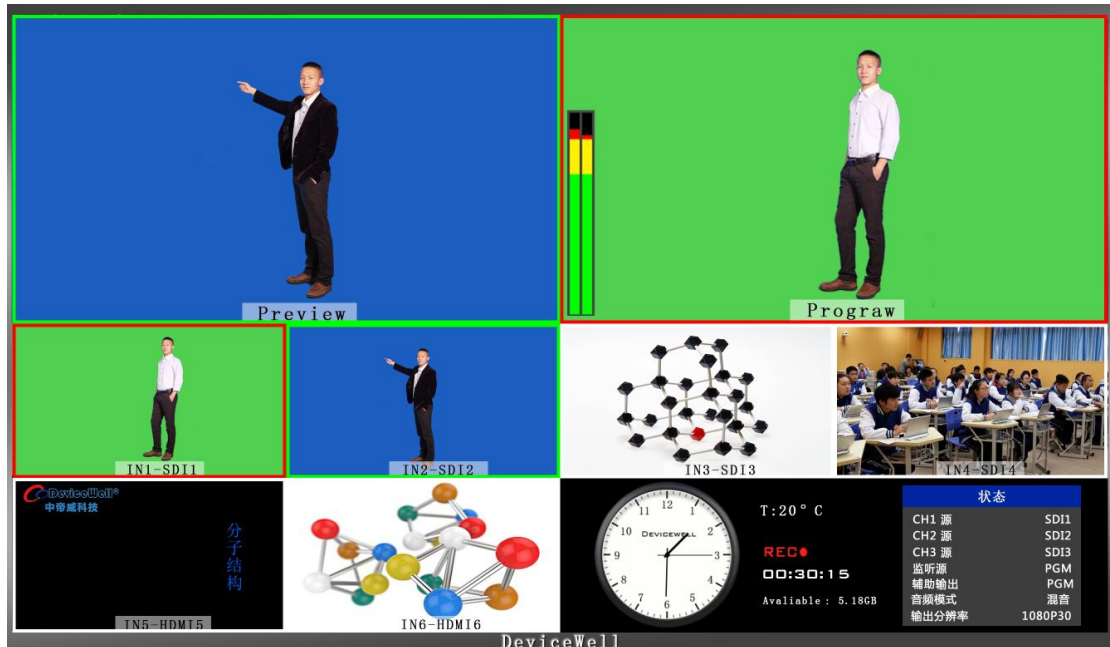 Preview
Prograw
IN1-SDI1
IN2-SDI2
IN3-SDI3
IN4-SDI4
DeviceWell®
中帝威科技
分子结构
IN5-HDMI5
IN6-HDMI6
11 12 1
10 DEVICEWELL 2
9 3
8 4
7 6 5
T:20°C
REC
00:30:15
Avaliable: 5.18GB
状态
CH1 源 SDI1
CH2 源 SDI2
CH3 源 SDI3
监听源 PGM
辅助输出 PGM
音频模式 混音
输出分辨率 1080P30
DeviceWell